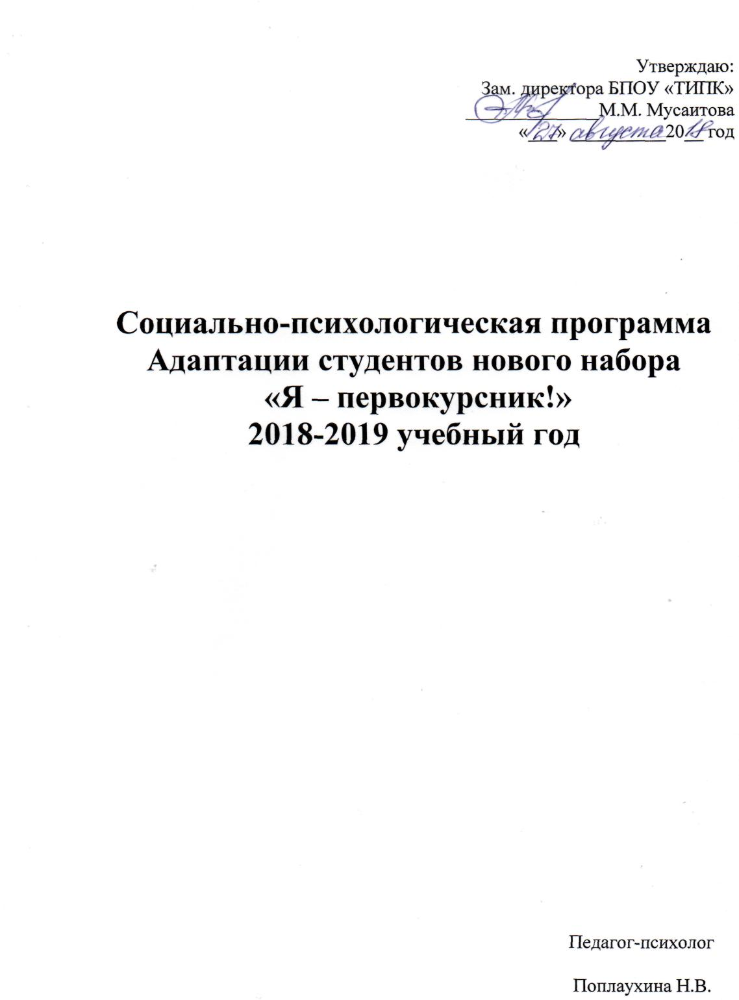 Утверждаю:
Зам. директора БПОУ «ТИПК»
М.М. Мусаитова
«27» августа 2018 год
Социально-психологическая программа
Адаптации студентов нового набора
«Я – первокурсник!»
2018-2019 учебный год
Педагог-психолог
Поплаухина Н.В.